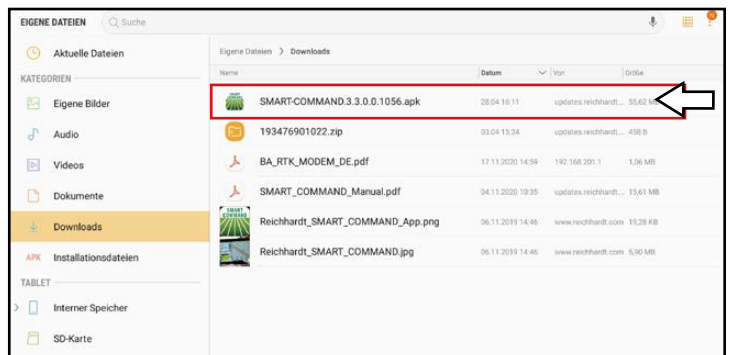 EIGENE DATEIEN
Suche
Aktuelle Dateien
KATEGORIEN
Eigene Bilder
Audio
Videos
Dokumente
Downloads
APK Installationsdateien
TABLET
Interner Speicher
SD-Karte
Eigene Dateien > Downloads
Name Datum Von Größe
SMART-COMMAND.3.3.0.0.1056.apk 28.04 16:11 updates.reichhardt.... 55,62 MB
193476901022.zip 03.04 15:34 updates.reichhardt.... 458 B
BA_RTK_MODEM_DE.pdf 17.11.2020 14:59 192.168.201.1 1,06 MB
SMART_COMMAND_Manual.pdf 04.11.2020 10:35 updates.reichhardt.... 15,61 MB
SMART COMMAND
Reichhardt_SMART_COMMAND_App.png 06.11.2019 14:46 www.reichhardt.com 19,28 KB
Reichhardt_SMART_COMMAND.jpg 06.11.2019 14:46 www.reichhardt.com 5,90 MB